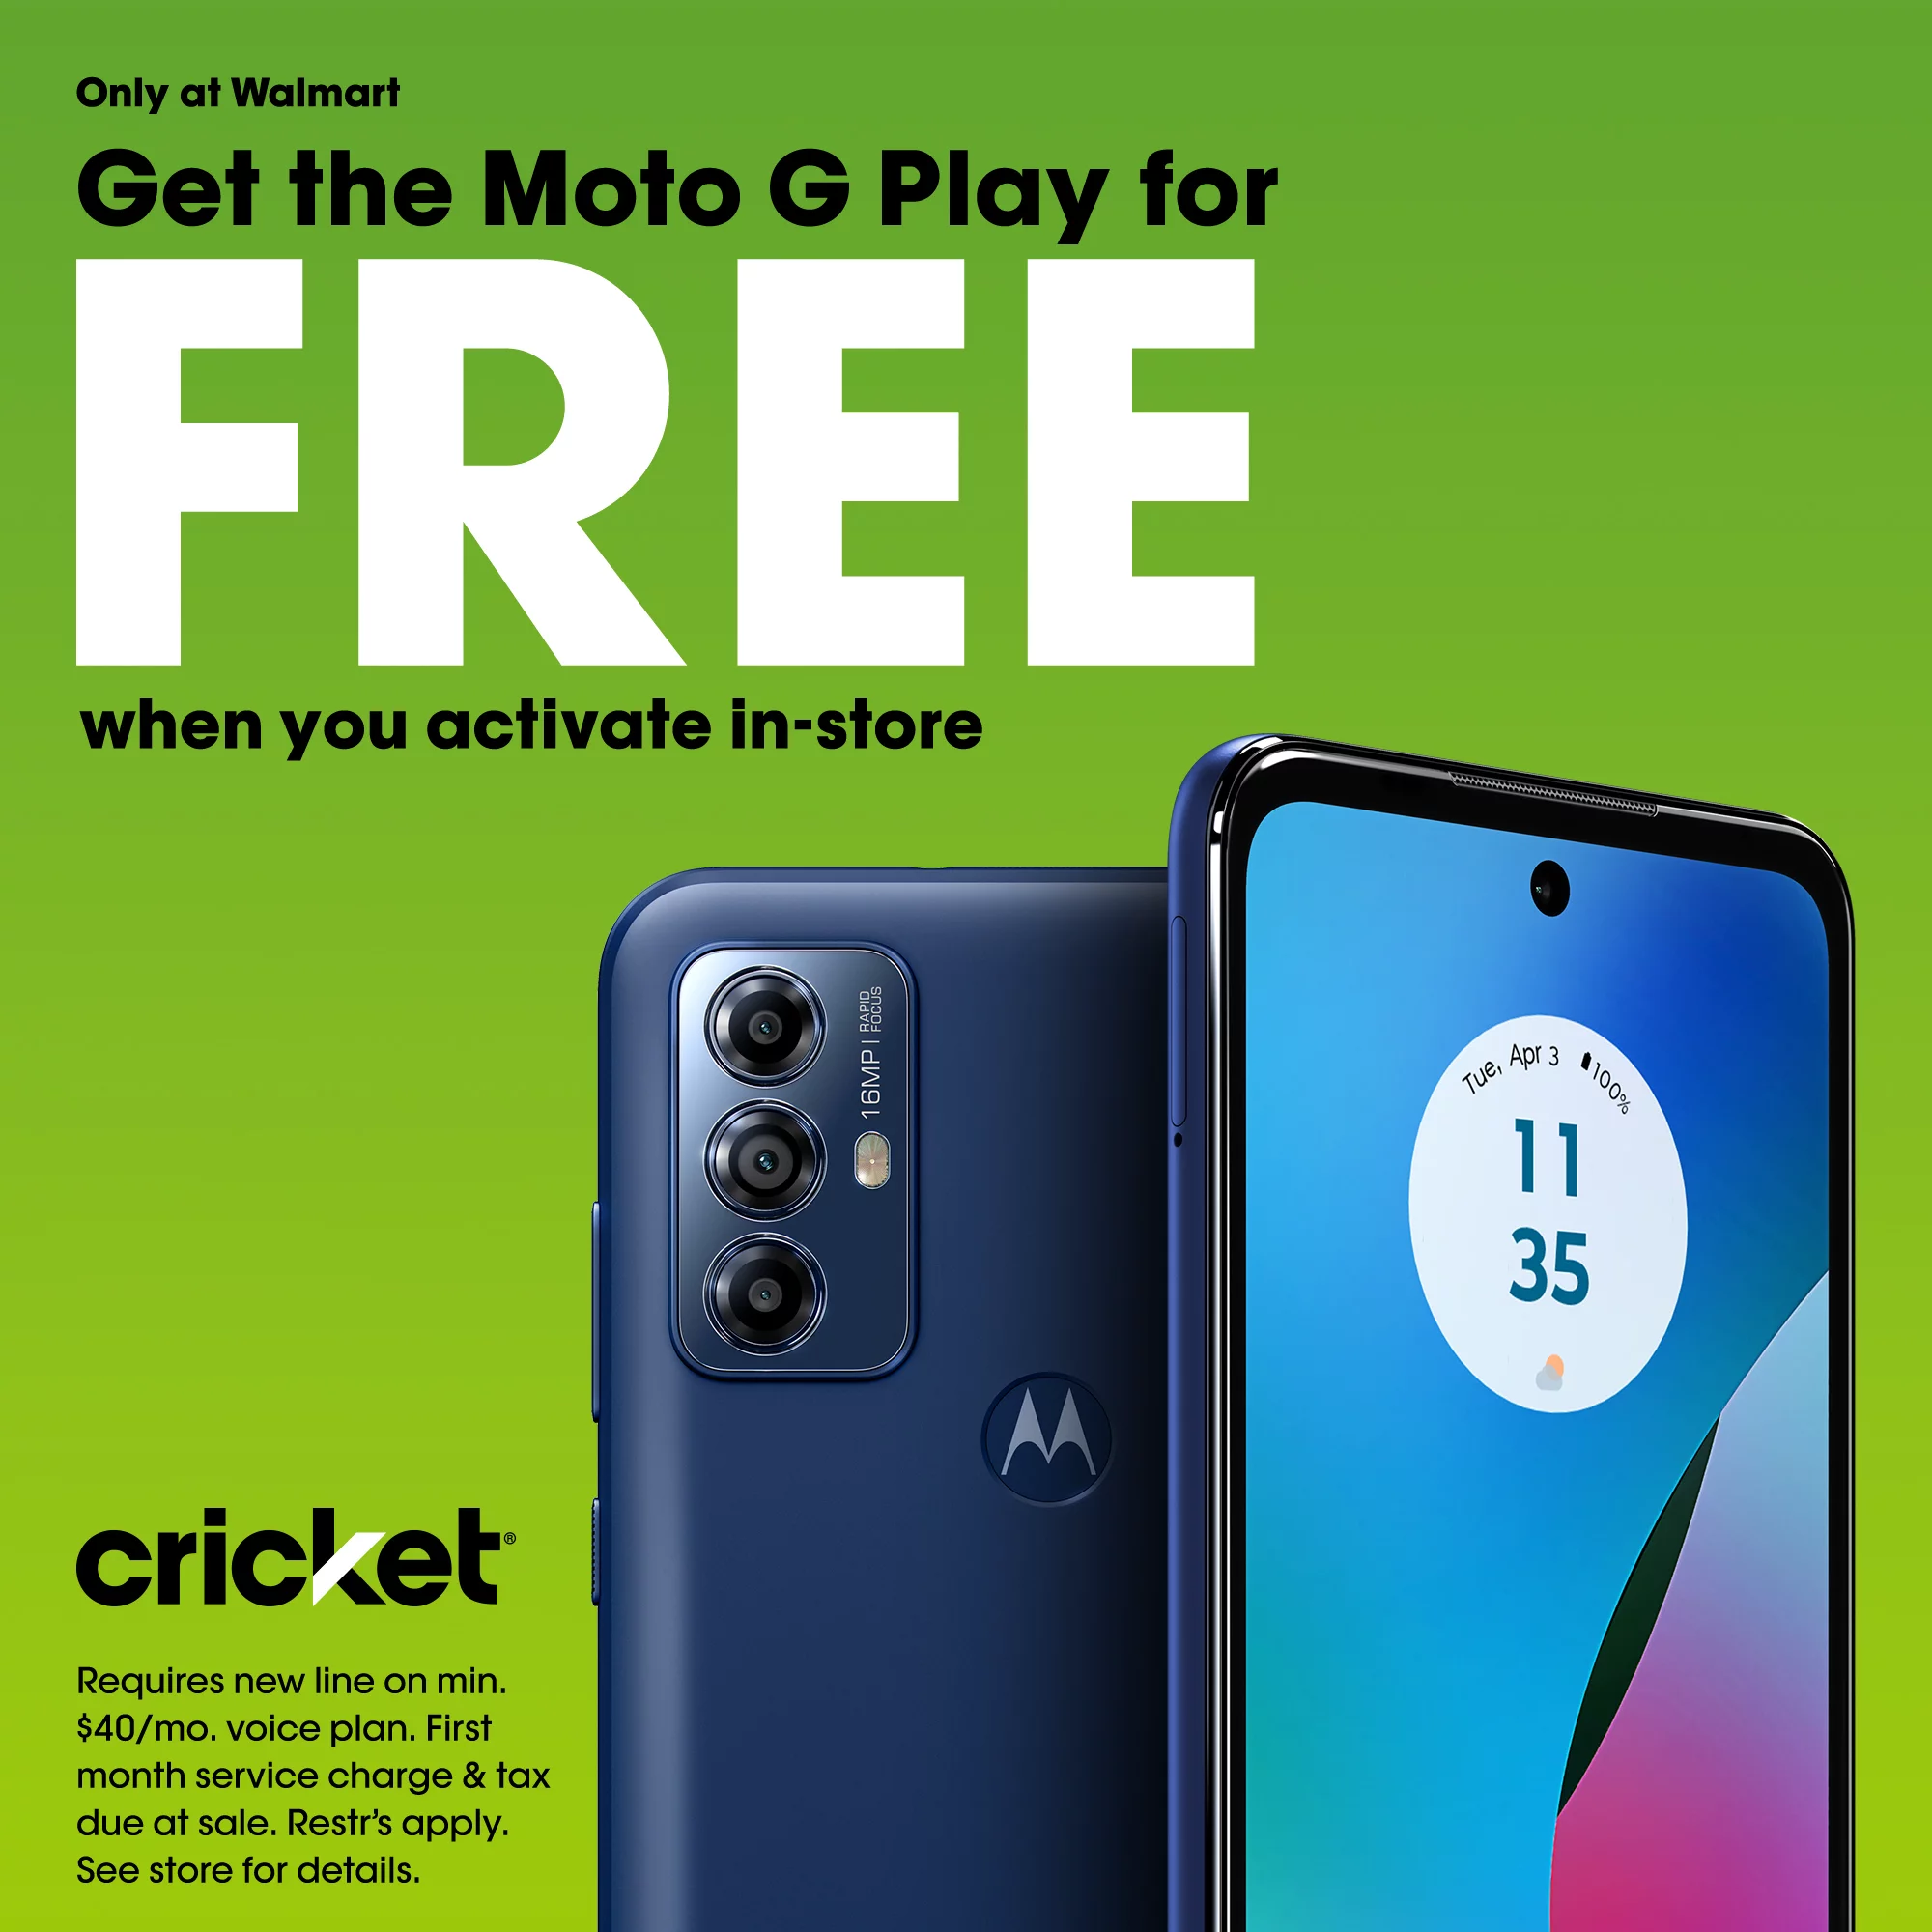 Only at Walmart
Get the Moto G Play for
FREE
when you activate in-store
16MP | RAPID
FOCUS
Tue, Apr 3 100%
11
35
cricket®
Requires new line on min.
$40/mo. voice plan. First
month service charge & tax
due at sale. Restr's apply.
See store for details.